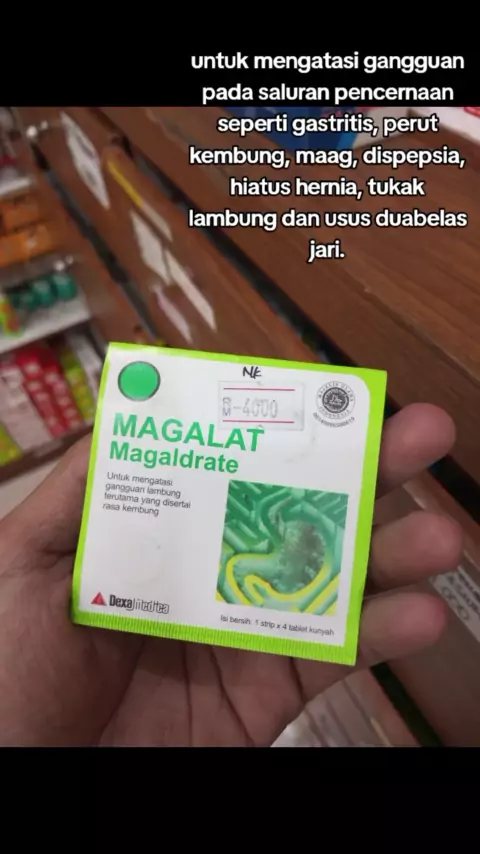 untuk mengatasi gangguan
pada saluran pencernaan
seperti gastritis, perut
kembung, maag, dispepsia,
hiatus hernia, tukak
lambung dan usus duabelas
jari.
NK
-4000
MAGALAT
Magaldrate
Untuk mengatasi
gangguan lambung
terutama yang disertai
rasa kembung
Dexa Medica
Isi bersih: 1 strip x 4 tablet kunyah